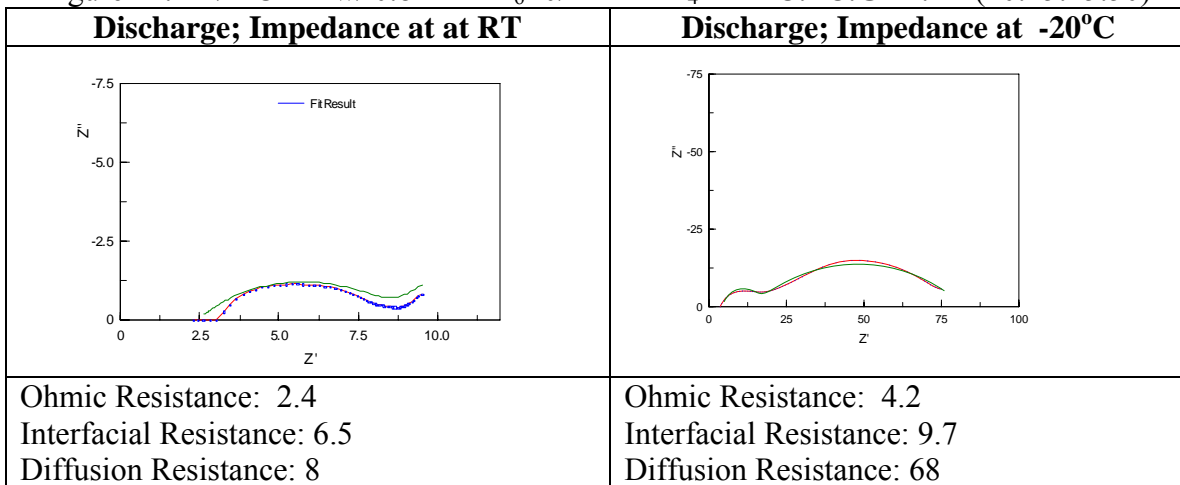 Discharge; Impedance at at RT
Discharge; Impedance at -20°C
-7.5
Fit Result
Z''
-5.0
-2.5
0
0 2.5 5.0 7.5 10.0
Z'
-75
Z''
-50
-25
0
0 25 50 75 100
Z'
Ohmic Resistance: 2.4
Interfacial Resistance: 6.5
Diffusion Resistance: 8
Ohmic Resistance: 4.2
Interfacial Resistance: 9.7
Diffusion Resistance: 68